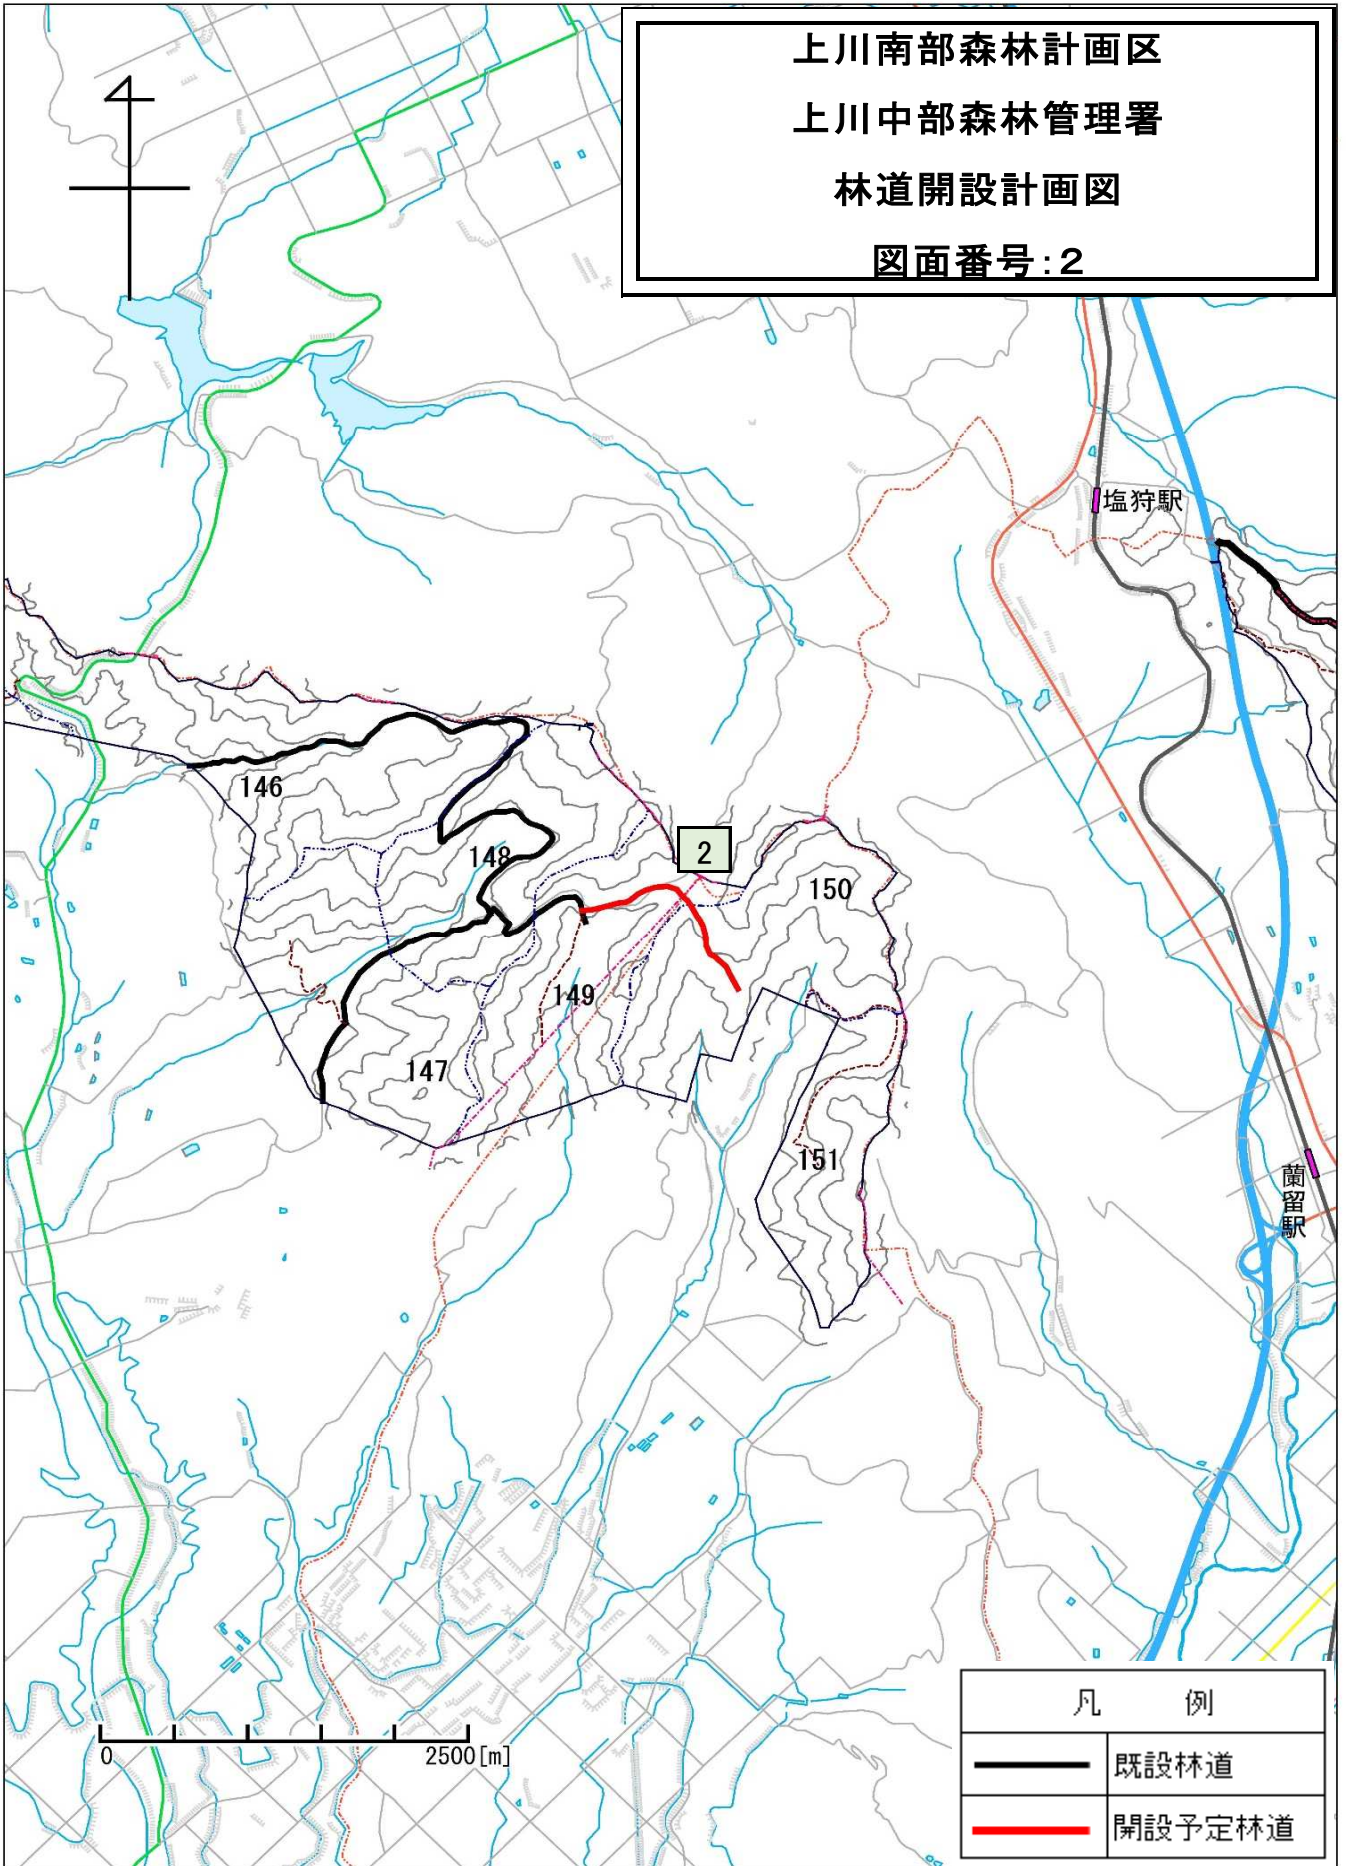 上川南部森林計画区
上川中部森林管理署
林道開設計画図
図面番号:2
塩狩駅
146
148
2
150
149
147
151
蘭留駅
0
2500[m]
凡 例
既設林道
開設予定林道